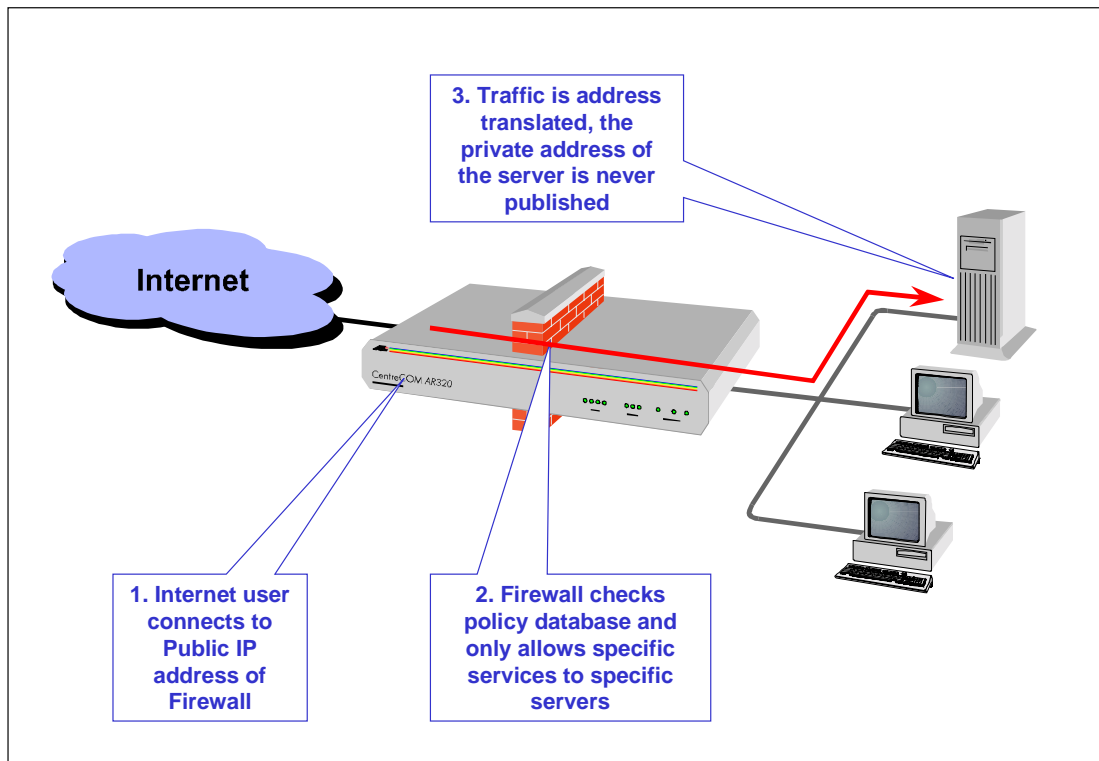 3. Traffic is address
translated, the
private address of
the server is never
published
Internet
CentreCOM AR320
1. Internet user
connects to
Public IP
address of
Firewall
2. Firewall checks
policy database and
only allows specific
services to specific
servers